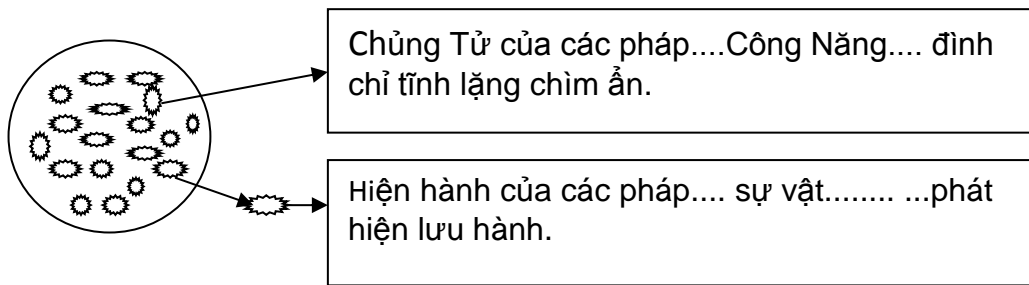 Chủng Tử của các pháp....Công Năng.... đình
chỉ tĩnh lặng chìm ẩn.
Hiện hành của các pháp.... sự vật........ ...phát
hiện lưu hành.